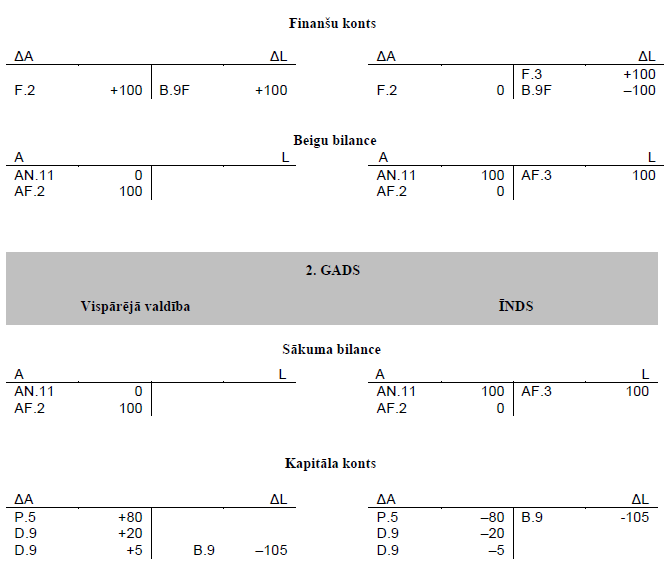 Finanšu konts
ΔA ΔL ΔA ΔL
F.3 +100
F.2 +100 B.9F +100 F.2 0 B.9F –100
Beigu bilance
A L A L
AN.11 0 AN.11 100 AF.3 100
AF.2 100 AF.2 0
2. GADS
Vispārējā valdība ĪNDS
Sākuma bilance
A L A L
AN.11 0 AN.11 100 AF.3 100
AF.2 100 AF.2 0
Kapitāla konts
ΔA ΔL ΔA ΔL
P.5 +80 P.5 –80 B.9 -105
D.9 +20 D.9 –20
D.9 +5 B.9 –105 D.9 –5